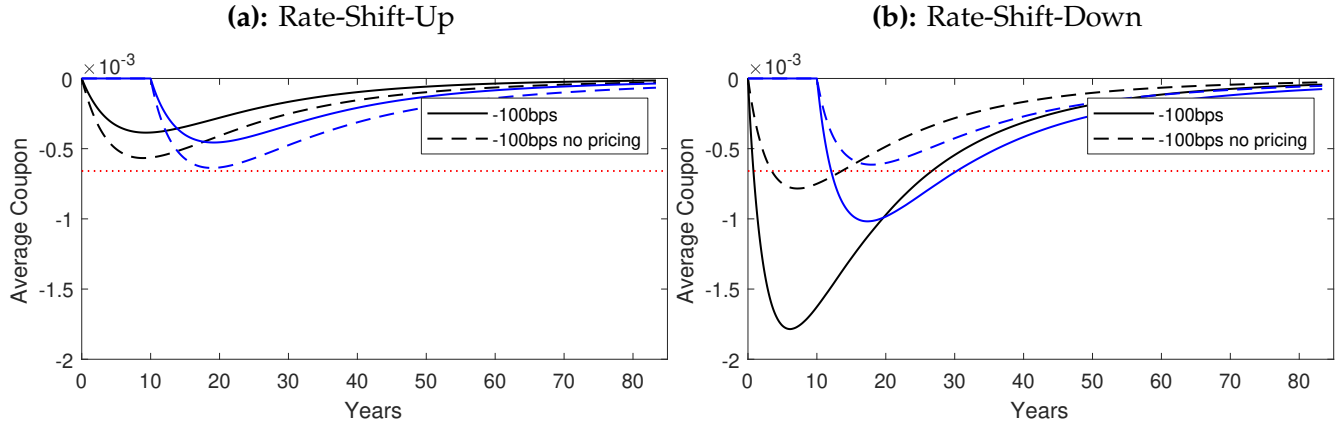 (a): Rate-Shift-Up
(b): Rate-Shift-Down
×10⁻³
0
-0.5
-1
-1.5
-2
Average Coupon
-100bps
-100bps no pricing
0 10 20 30 40 50 60 70 80
Years
×10⁻³
0
-0.5
-1
-1.5
-2
Average Coupon
-100bps
-100bps no pricing
0 10 20 30 40 50 60 70 80
Years